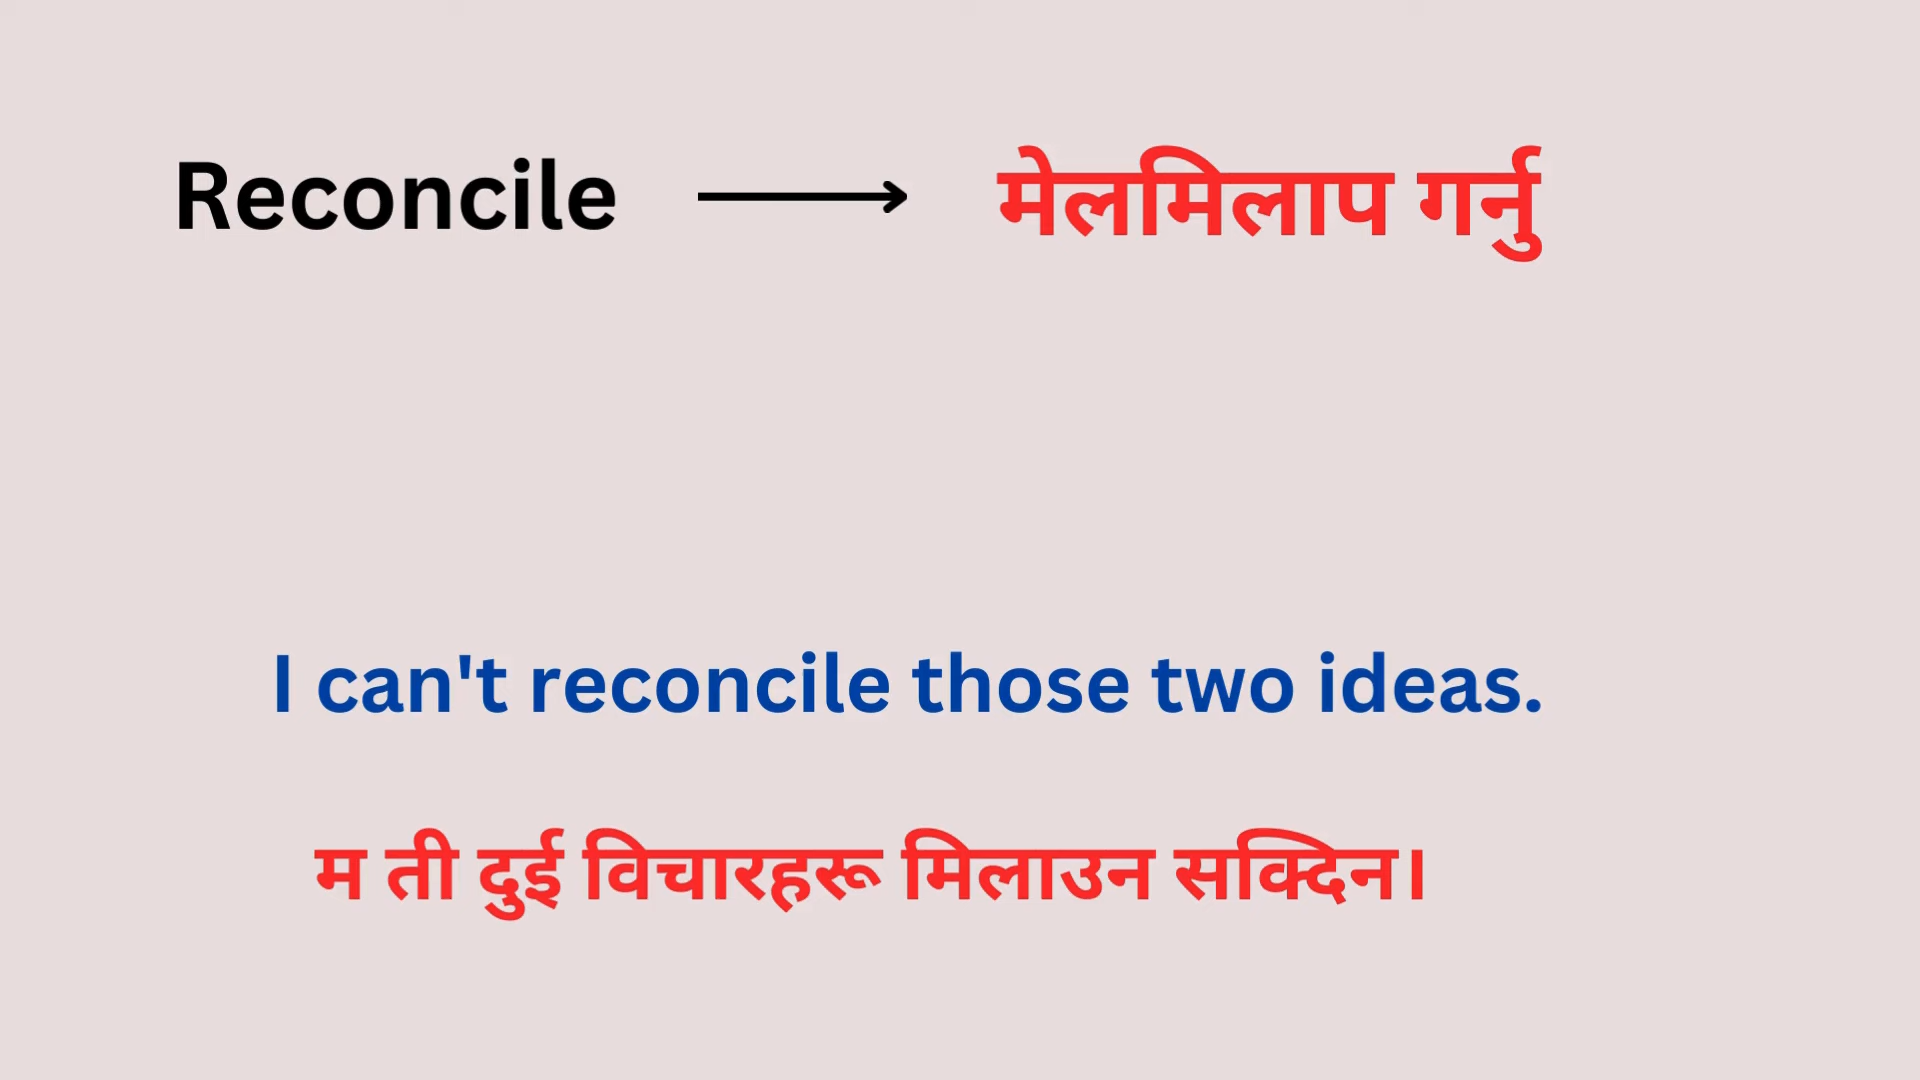 Reconcile → मेलमिलाप गर्नु
I can't reconcile those two ideas.
म ती दुई विचारहरू मिलाउन सक्दिन।